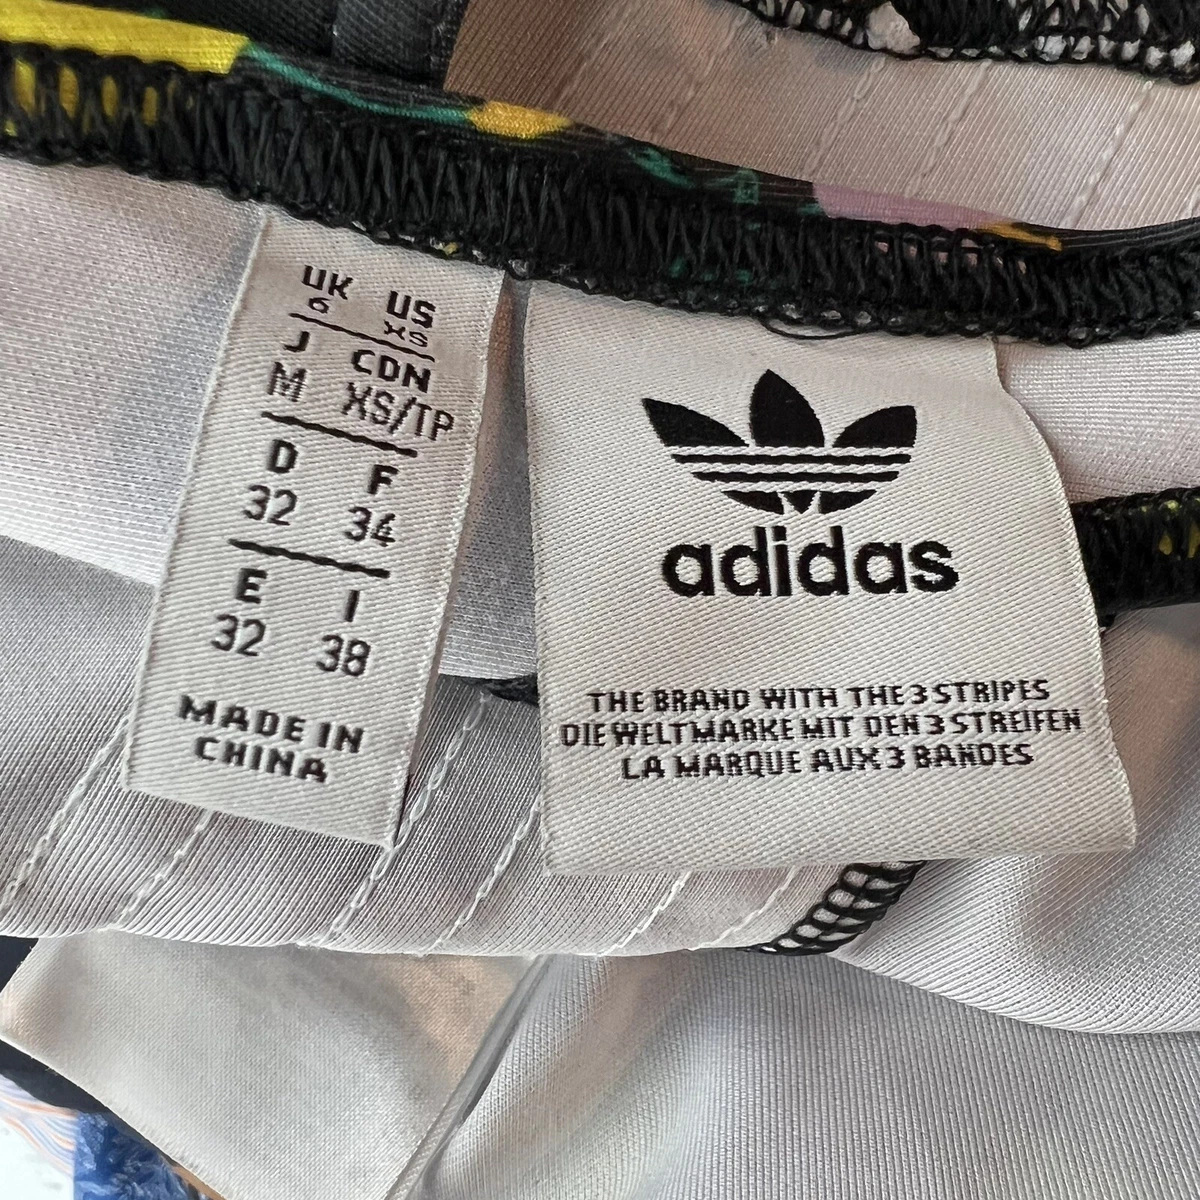 UK US
6 XS
J CDN
M XS/TP
D F
32 34
E I
32 38
MADE IN
CHINA
adidas
THE BRAND WITH THE 3 STRIPES
DIE WELTMARKE MIT DEN 3 STREIFEN
LA MARQUE AUX 3 BANDES